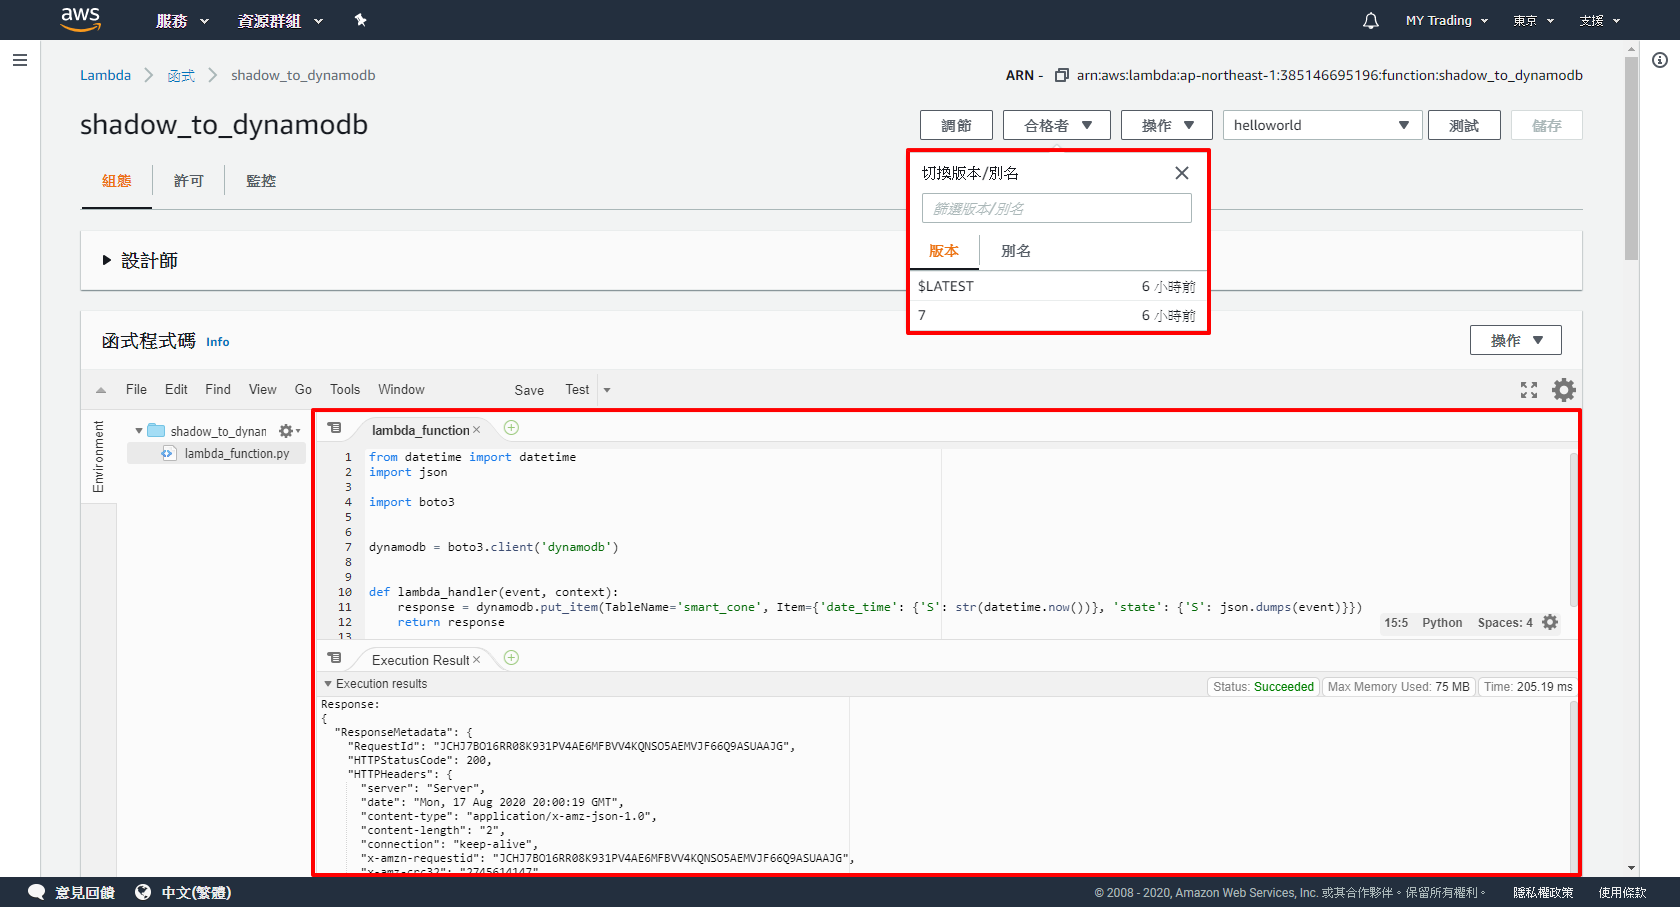 aws 服務 資源群組 MY Trading 東京 支援
Lambda 函式 shadow_to_dynamodb
ARN - arn:aws:lambda:ap-northeast-1:385146695196:function:shadow_to_dynamodb
shadow_to_dynamodb
調節 合格者 操作 helloworld 測試 儲存
組態 許可 監控
切換版本/別名
篩選版本/別名
版本 別名
$LATEST 6 小時前
7 6 小時前
設計師
函式程式碼 Info
操作
File Edit Find View Go Tools Window Save Test
Environment
shadow_to_dynan
lambda_function.py
lambda_function
1 from datetime import datetime
2 import json
3
4 import boto3
5
6
7 dynamodb = boto3.client('dynamodb')
8
9
10 def lambda_handler(event, context):
11     response = dynamodb.put_item(TableName='smart_cone', Item={'date_time': {'S': str(datetime.now())}, 'state': {'S': json.dumps(event)}})
12     return response
13
15:5 Python Spaces: 4
Execution Result
Execution results
Status: Succeeded Max Memory Used: 75 MB Time: 205.19 ms
Response:
{
  "ResponseMetadata": {
    "RequestId": "JCHJ7BO16RR08K931PV4AE6MFBVV4KQNSO5AEMVJF66Q9ASUAAJG",
    "HTTPStatusCode": 200,
    "HTTPHeaders": {
      "server": "Server",
      "date": "Mon, 17 Aug 2020 20:00:19 GMT",
      "content-type": "application/x-amz-json-1.0",
      "content-length": "2",
      "connection": "keep-alive",
      "x-amzn-requestid": "JCHJ7BO16RR08K931PV4AE6MFBVV4KQNSO5AEMVJF66Q9ASUAAJG",
      "x-amz-crc32": "2745614147"
意見回饋 中文(繁體)
© 2008 - 2020, Amazon Web Services, Inc. 或其合作夥伴。保留所有權利。 隱私權政策 使用條款